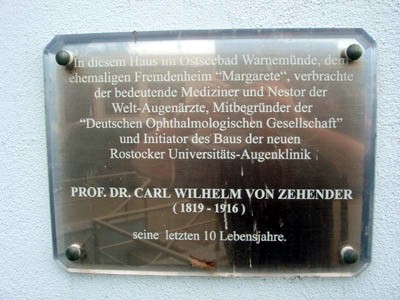 In diesem Haus im Ostseebad Warnemünde, dem
ehemaligen Fremdenheim “Margarete“, verbrachte
der bedeutende Mediziner und Nestor der
Welt-Augenärzte, Mitbegründer der
“Deutschen Ophthalmologischen Gesellschaft”
und Initiator des Baus der neuen
Rostocker Universitäts-Augenklinik
PROF. DR. CARL WILHELM VON ZEHENDER
( 1819 - 1916 )
seine letzten 10 Lebensjahre.